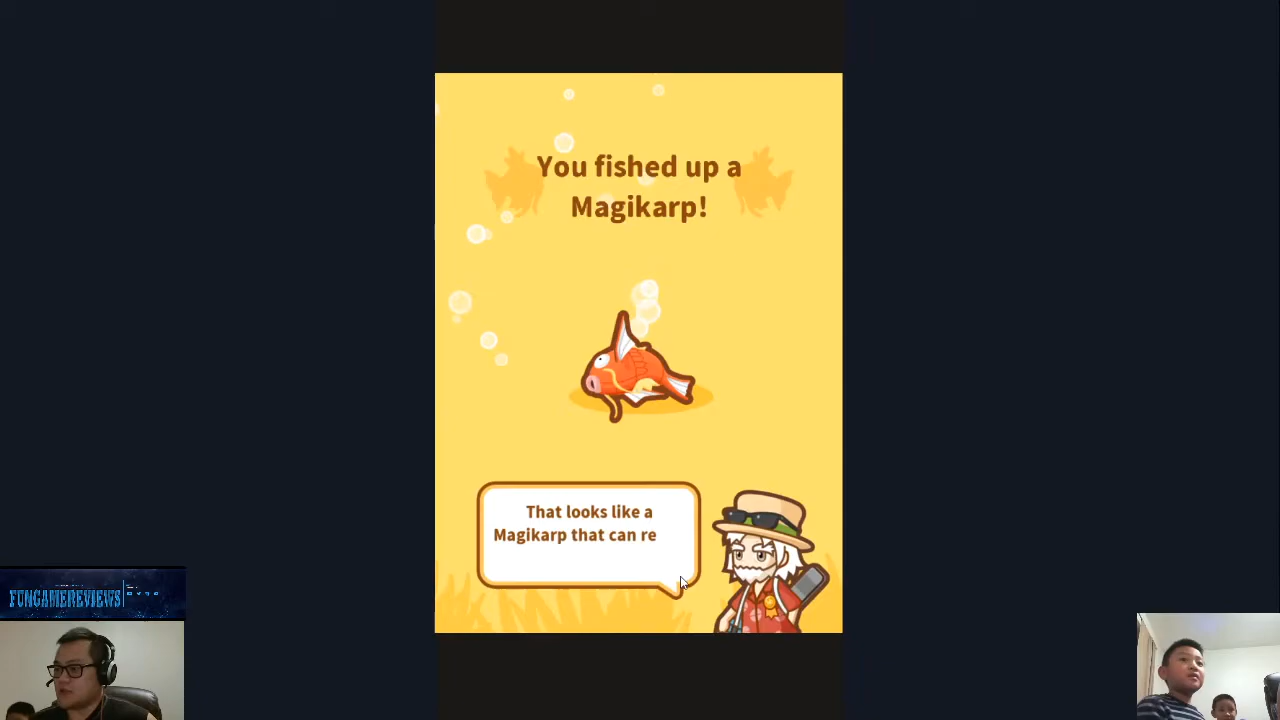 You fished up a
Magikarp!
That looks like a
Magikarp that can re
FUNGAMEREVIEWS